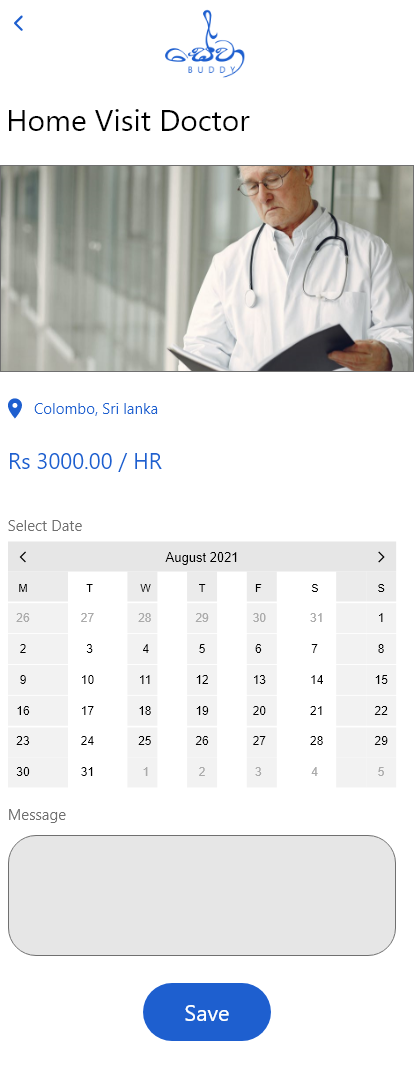 සේවා
BUDDY
Home Visit Doctor
Colombo, Sri lanka
Rs 3000.00 / HR
Select Date
August 2021
M T W T F S S
26 27 28 29 30 31 1
2 3 4 5 6 7 8
9 10 11 12 13 14 15
16 17 18 19 20 21 22
23 24 25 26 27 28 29
30 31 1 2 3 4 5
Message
Save